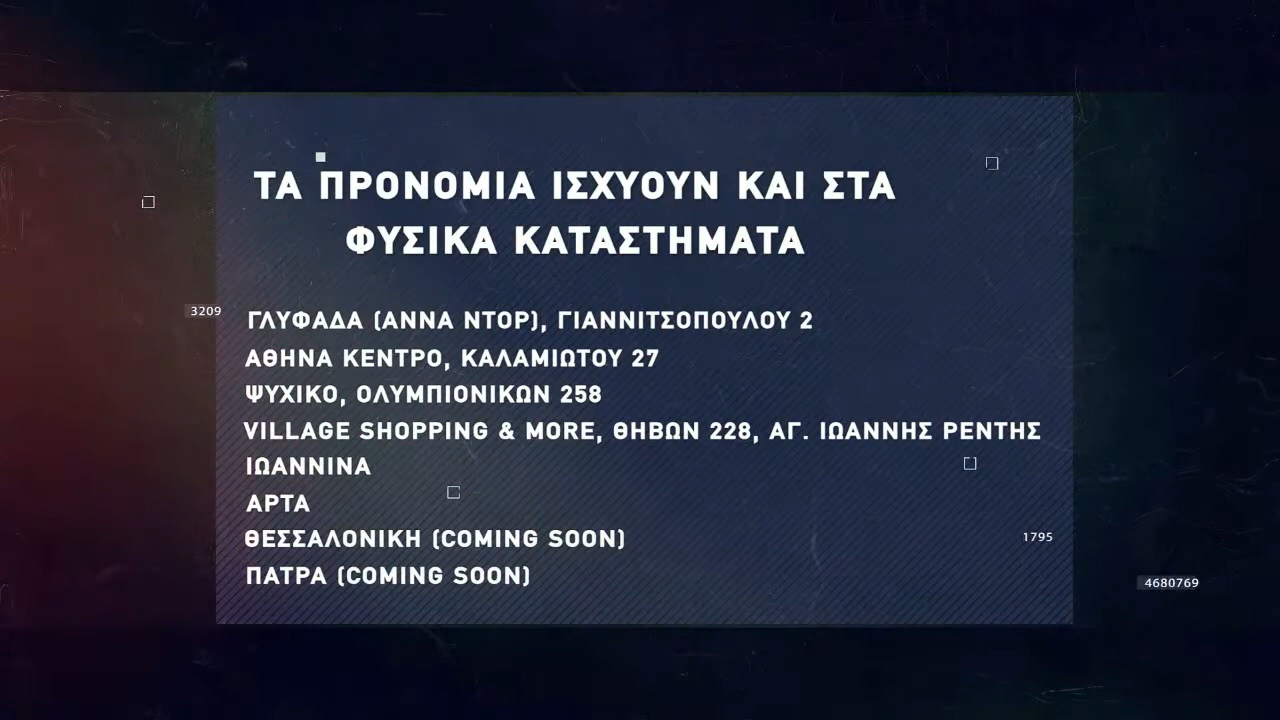 ΤΑ ΠΡΟΝΟΜΙΑ ΙΣΧΥΟΥΝ ΚΑΙ ΣΤΑ
ΦΥΣΙΚΑ ΚΑΤΑΣΤΗΜΑΤΑ
3209
ΓΛΥΦΑΔΑ (ΑΝΝΑ ΝΤΟΡ), ΓΙΑΝΝΙΤΣΟΠΟΥΛΟΥ 2
ΑΘΗΝΑ ΚΕΝΤΡΟ, ΚΑΛΑΜΙΩΤΟΥ 27
ΨΥΧΙΚΟ, ΟΛΥΜΠΙΟΝΙΚΩΝ 258
VILLAGE SHOPPING & MORE, ΘΗΒΩΝ 228, ΑΓ. ΙΩΑΝΝΗΣ ΡΕΝΤΗΣ
ΙΩΑΝΝΙΝΑ
ΑΡΤΑ
ΘΕΣΣΑΛΟΝΙΚΗ (COMING SOON)
1795
ΠΑΤΡΑ (COMING SOON)
4680769